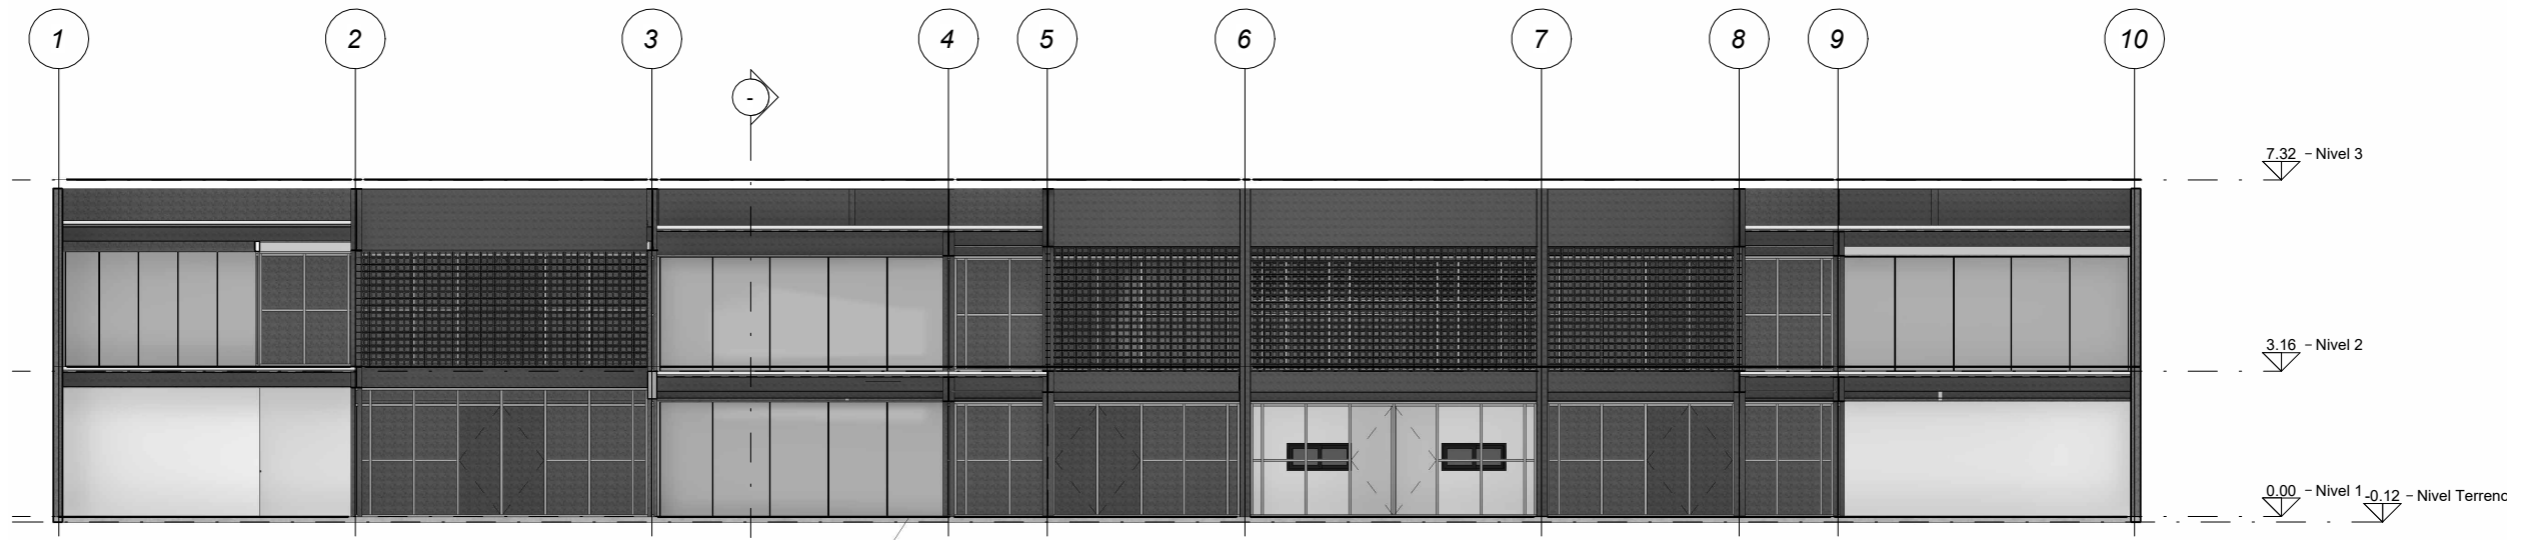 1 2 3 4 5 6 7 8 9 10
-
7.32 – Nivel 3
3.16 – Nivel 2
0.00 – Nivel 1
-0.12 – Nivel Terreno